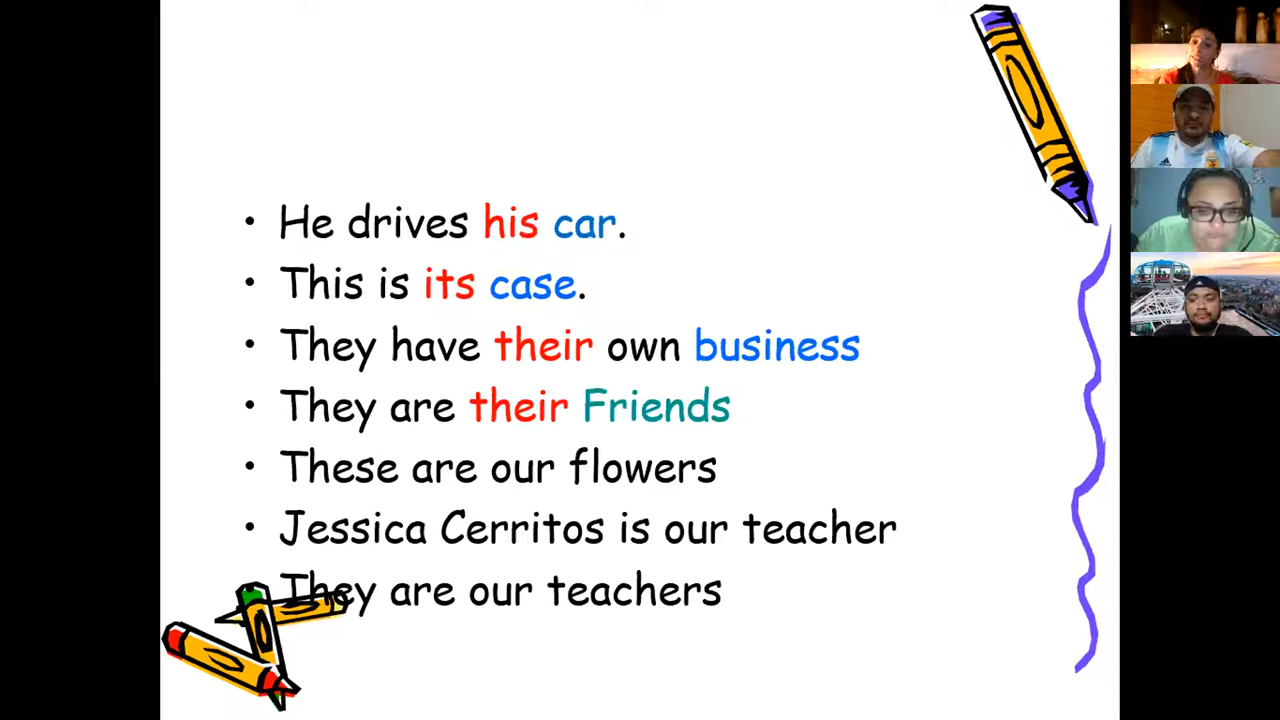 • He drives his car.
• This is its case.
• They have their own business
• They are their Friends
• These are our flowers
• Jessica Cerritos is our teacher
They are our teachers